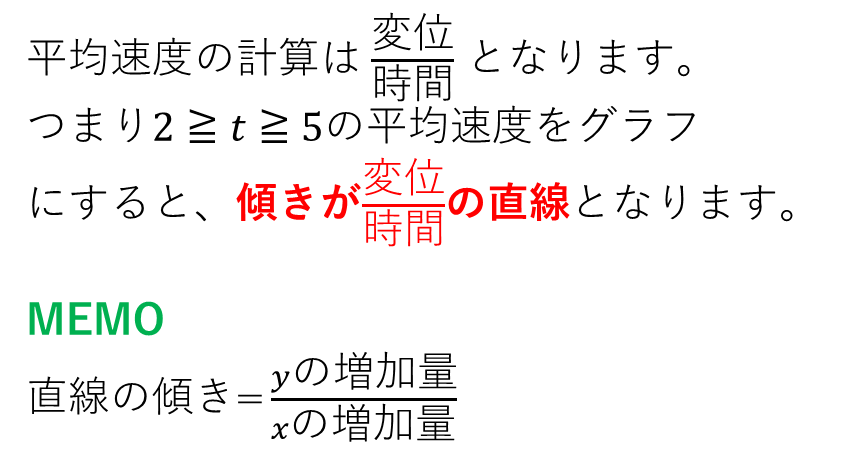 平均速度の計算は 変位/時間 となります。
つまり2 ≧ t ≧ 5の平均速度をグラフ
にすると、傾きが変位/時間の直線となります。
MEMO
直線の傾き=yの増加量/xの増加量